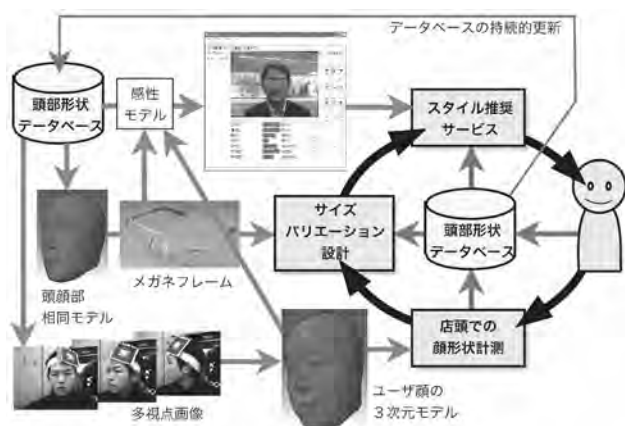 データベースの持続的更新
頭部形状
データベース
感性
モデル
スタイル推奨
サービス
サイズ
バリエーション
設計
頭部形状
データベース
メガネフレーム
頭顔部
相同モデル
店頭での
顔形状計測
多視点画像
ユーザ顔の
3次元モデル